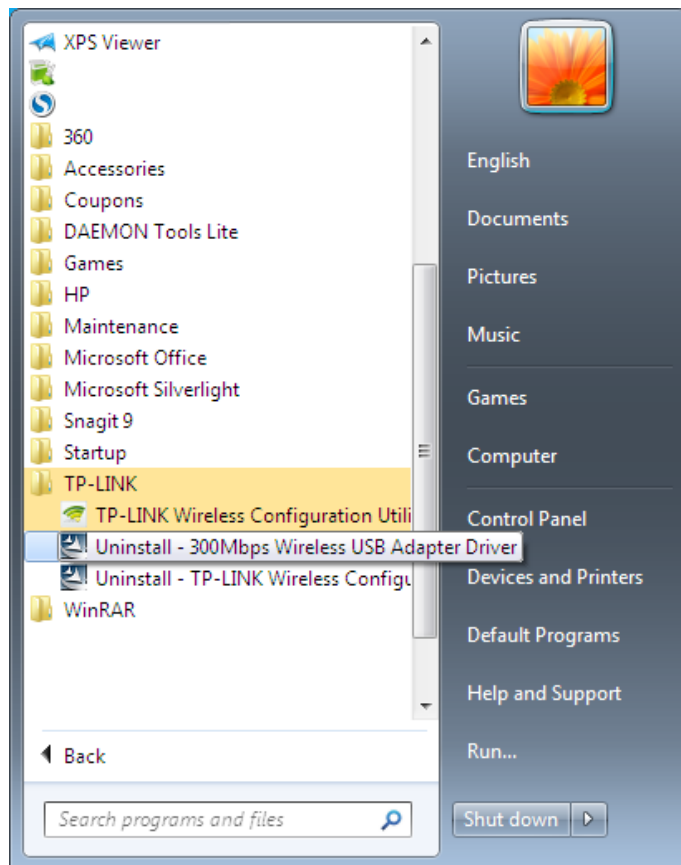 XPS Viewer
360
Accessories
Coupons
DAEMON Tools Lite
Games
HP
Maintenance
Microsoft Office
Microsoft Silverlight
Snagit 9
Startup
TP-LINK
TP-LINK Wireless Configuration Utili
Uninstall - 300Mbps Wireless USB Adapter Driver
Uninstall - TP-LINK Wireless Configu
WinRAR
Back
Search programs and files
English
Documents
Pictures
Music
Games
Computer
Control Panel
Devices and Printers
Default Programs
Help and Support
Run...
Shut down